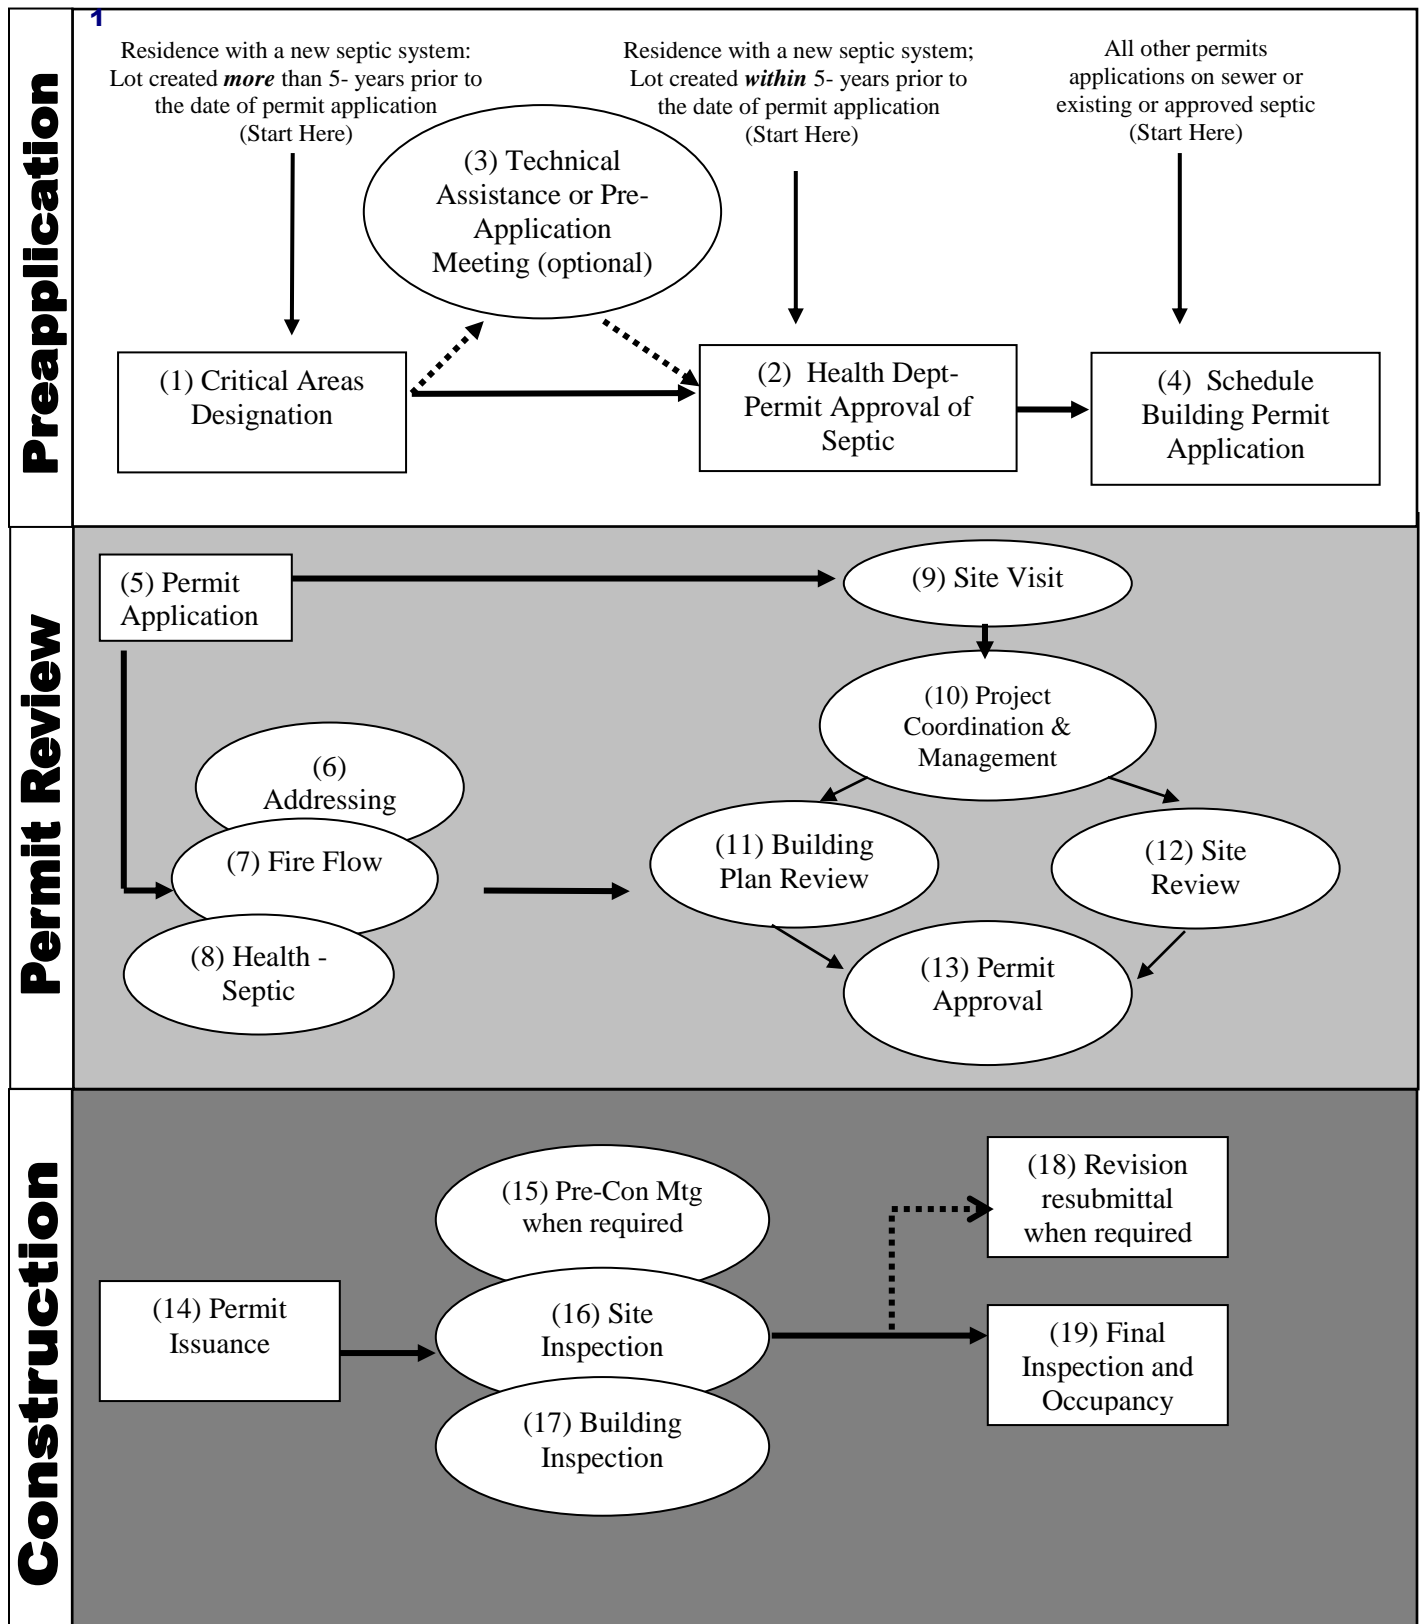 1
Preapplication
Residence with a new septic system:
Lot created more than 5- years prior to
the date of permit application
(Start Here)
Residence with a new septic system;
Lot created within 5- years prior to
the date of permit application
(Start Here)
All other permits
applications on sewer or
existing or approved septic
(Start Here)
(3) Technical
Assistance or Pre-
Application
Meeting (optional)
(1) Critical Areas
Designation
(2) Health Dept-
Permit Approval of
Septic
(4) Schedule
Building Permit
Application
Permit Review
(5) Permit
Application
(9) Site Visit
(10) Project
Coordination &
Management
(6)
Addressing
(7) Fire Flow
(8) Health -
Septic
(11) Building
Plan Review
(12) Site
Review
(13) Permit
Approval
Construction
(14) Permit
Issuance
(15) Pre-Con Mtg
when required
(16) Site
Inspection
(17) Building
Inspection
(18) Revision
resubmittal
when required
(19) Final
Inspection and
Occupancy